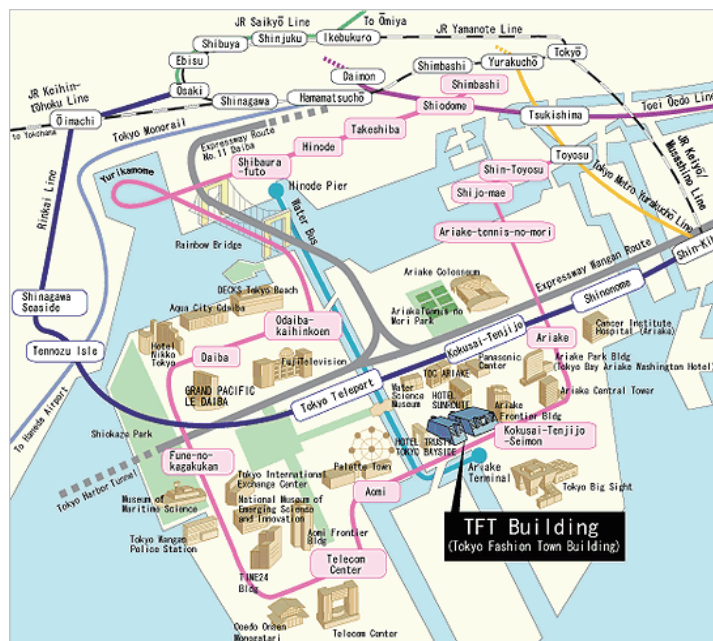 JR Saikyō Line
To Ōmiya
JR Yamanote Line
Shibuya
Shinjuku
Ikebukuro
Ebisu
Tokyō
Yurakuchō
Shimbashi
Daimon
Osaki
JR Keihin-
tōhoku Line
Shinagawa
Hamamatsuchō
Shimbashi
Shiodome
Toei Ōedo Line
Ōimachi
to Yokohama
Tokyo Monorail
Expressway Route
No.11 Daiba
Takeshiba
Tsukishima
Hinode
Toyosu
JR Keiyō/
Musashino Line
Shibaura
-futo
Shin-Toyosu
Yurikamome
Hinode Pier
Shijo-mae
Tokyo Metro Yurakuchō Line
Rinkai Line
Water Bus
Ariake-tennis-no-mori
Rainbow Bridge
Shin-Ki
Expressway Wangan Route
Ariake Colosseum
DECKS Tokyo Beach
Shinonome
Shinagawa
Seaside
Aqua City Odaiba
Ariake Tennis-no
Mori Park
Odaiba-
kaihinkoen
Kokusai-Tenjijo
Cancer Institute
Hospital (Ariake)
Hotel
Nikko
Tokyo
Daiba
Fuji Television
Ariake
Tennozu Isle
Panasonic
Center
Ariake Park Bldg
(Tokyo Bay Ariake Washington Hotel)
TOC ARIAKE
GRAND PACIFIC
LE DAIBA
Tokyo Teleport
Water
Science
Museum
HOTEL
SUNROUTE
Ariake Central Tower
Ariake
Frontier Bldg
To Haneda Airport
Shiokaze Park
HOTEL TRUSTY
TOKYO BAYSIDE
Kokusai-Tenjijo
-Seimon
Fune-no-
kagakukan
Palette Town
Ariake
Terminal
Tokyo International
Exchange Center
Tokyo Harbor Tunnel
Tokyo Big Sight
Aomi
Museum of
Maritime Science
National Museum of
Emerging Science
and Innovation
TFT Building
(Tokyo Fashion Town Building)
Aomi Frontier
Bldg
Tokyo Wangan
Police Station
Telecom
Center
TIME24
Bldg
Ooedo Onsen
Monogatari
Telecom Center